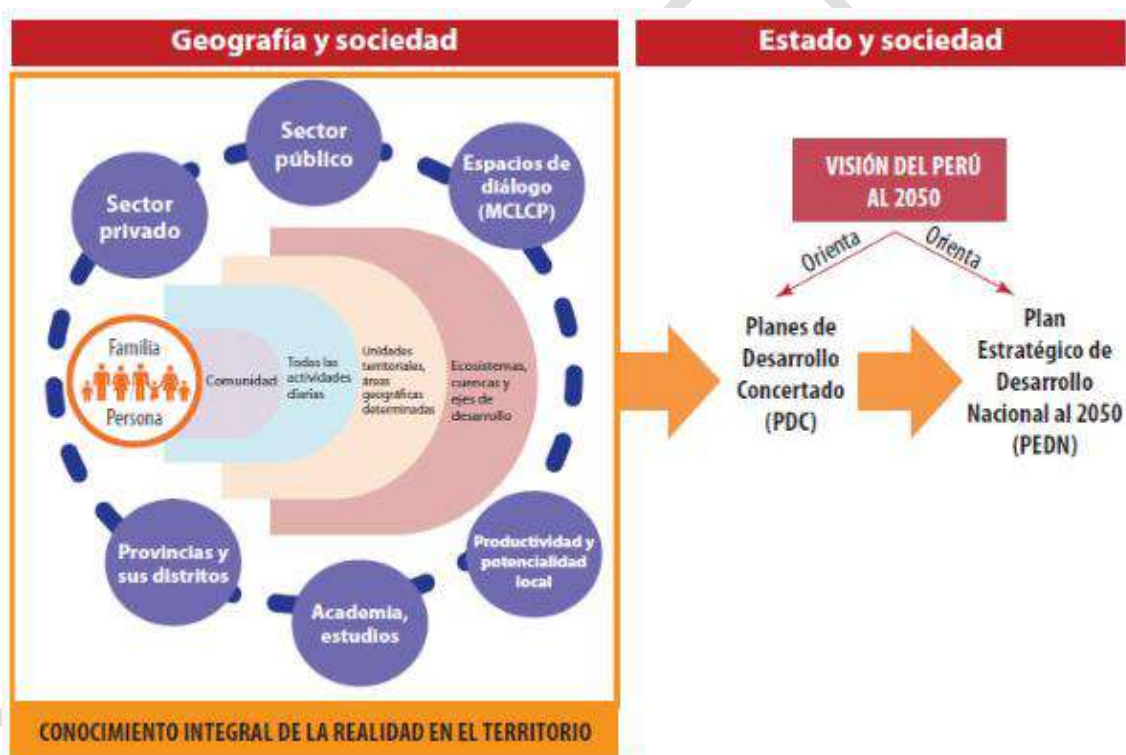 Geografía y sociedad
Estado y sociedad
Sector
público
Espacios de
diálogo
(MCLCP)
Sector
privado
Familia
Persona
Comunidad
Todas las
actividades
diarias
Unidades
territoriales,
áreas
geográficas
determinadas
Ecosistemas,
cuencas y
ejes de
desarrollo
Provincias y
sus distritos
Academia,
estudios
Productividad y
potencialidad
local
CONOCIMIENTO INTEGRAL DE LA REALIDAD EN EL TERRITORIO
VISIÓN DEL PERÚ
AL 2050
Orienta
Orienta
Planes de
Desarrollo
Concertado
(PDC)
Plan
Estratégico de
Desarrollo
Nacional al 2050
(PEDN)